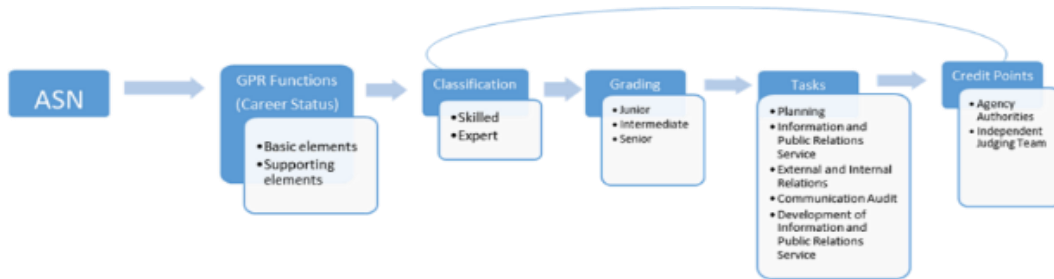 ASN
GPR Functions
(Career Status)
• Basic elements
• Supporting
elements
Classification
• Skilled
• Expert
Grading
• Junior
• Intermediate
• Senior
Tasks
• Planning
• Information and
Public Relations
Service
• External and Internal
Relations
• Communication Audit
• Development of
Information and
Public Relations
Service
Credit Points
• Agency
Authorities
• Independent
Judging Team